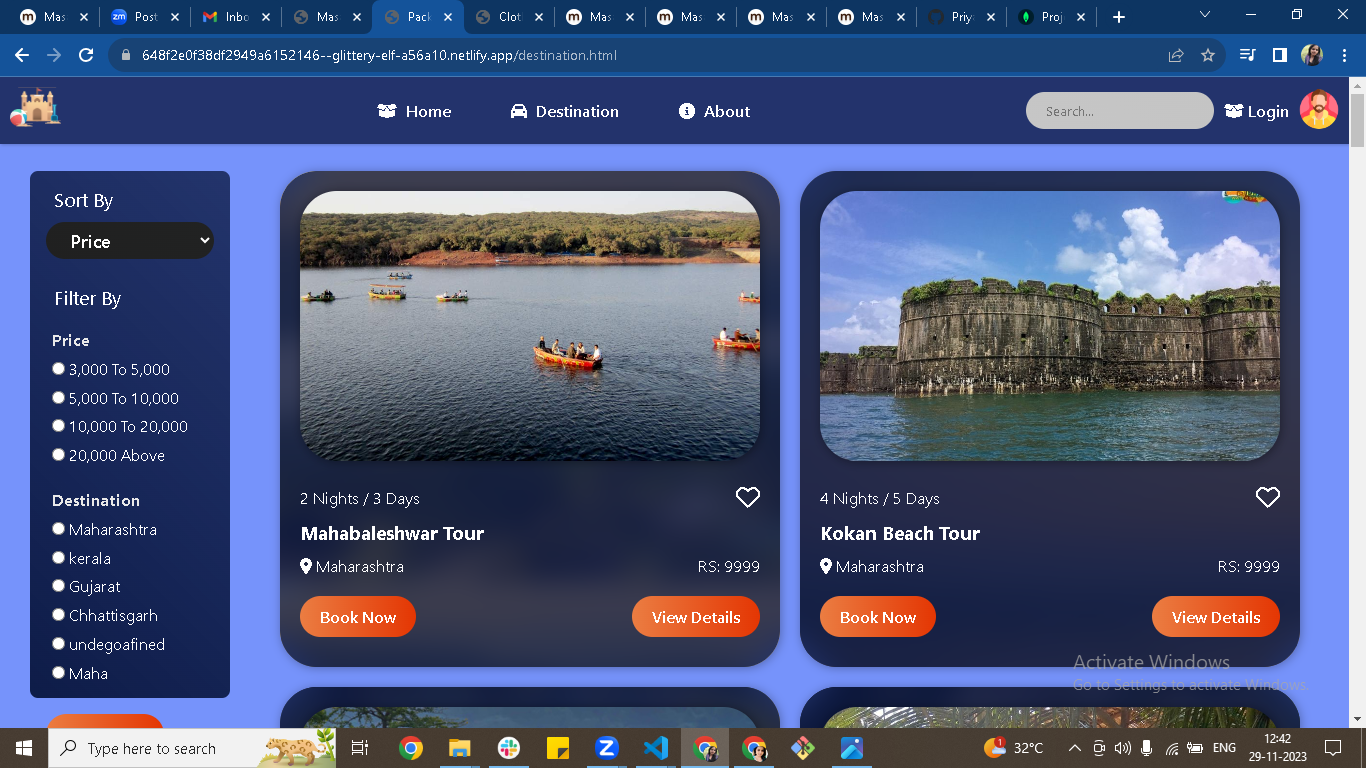 Mas
Post
Inbo
Mas
Pack
Clot
Mas
Mas
Mas
Mas
Priy
Proj
648f2e0f38df2949a6152146--glittery-elf-a56a10.netlify.app/destination.html
Home
Destination
About
Search...
Login
Sort By
Price
Filter By
Price
3,000 To 5,000
5,000 To 10,000
10,000 To 20,000
20,000 Above
Destination
Maharashtra
kerala
Gujarat
Chhattisgarh
undegoafined
Maha
2 Nights / 3 Days
Mahabaleshwar Tour
Maharashtra
RS: 9999
Book Now
View Details
4 Nights / 5 Days
Kokan Beach Tour
Maharashtra
RS: 9999
Book Now
View Details
Activate Windows
Go to Settings to activate Windows.
Type here to search
1
32°C
ENG
12:42
29-11-2023